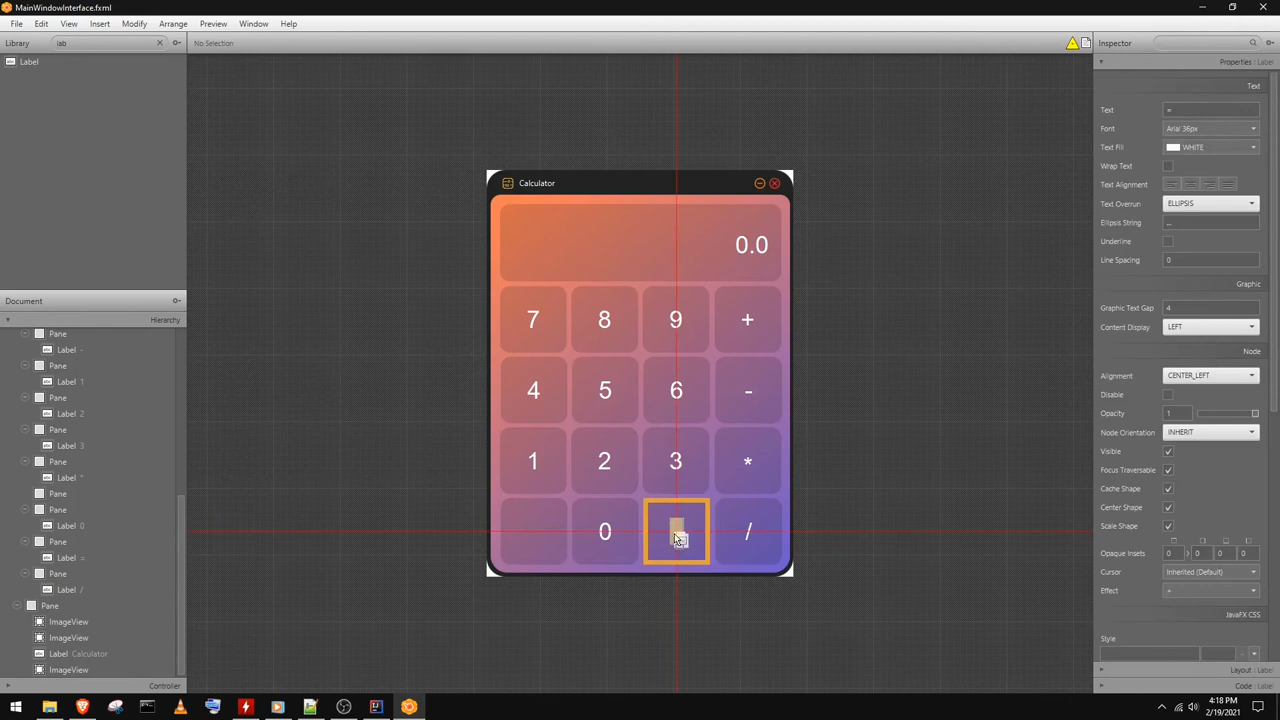 MainWindowInterface.fxml
File Edit View Insert Modify Arrange Preview Window Help
Library lab
No Selection
Inspector
Label
Properties : Label
Text
Text =
Font Arial 36px
Text Fill WHITE
Wrap Text
Text Alignment
Text Overrun ELLIPSIS
Ellipsis String ...
Underline
Line Spacing 0
Graphic
Graphic Text Gap 4
Content Display LEFT
Node
Alignment CENTER_LEFT
Disable
Opacity 1
Node Orientation INHERIT
Visible
Focus Traversable
Cache Shape
Center Shape
Scale Shape
Opaque Insets 0 0 0 0
Cursor Inherited (Default)
Effect +
JavaFX CSS
Style
Layout : Label
Code : Label
Calculator
0.0
7 8 9 +
4 5 6 -
1 2 3 *
0 /
Document
Hierarchy
Pane
Label -
Pane
Label 1
Pane
Label 2
Pane
Label 3
Pane
Label *
Pane
Pane
Label 0
Pane
Label =
Pane
Label /
Pane
ImageView
ImageView
Label Calculator
ImageView
Controller
4:18 PM
2/19/2021